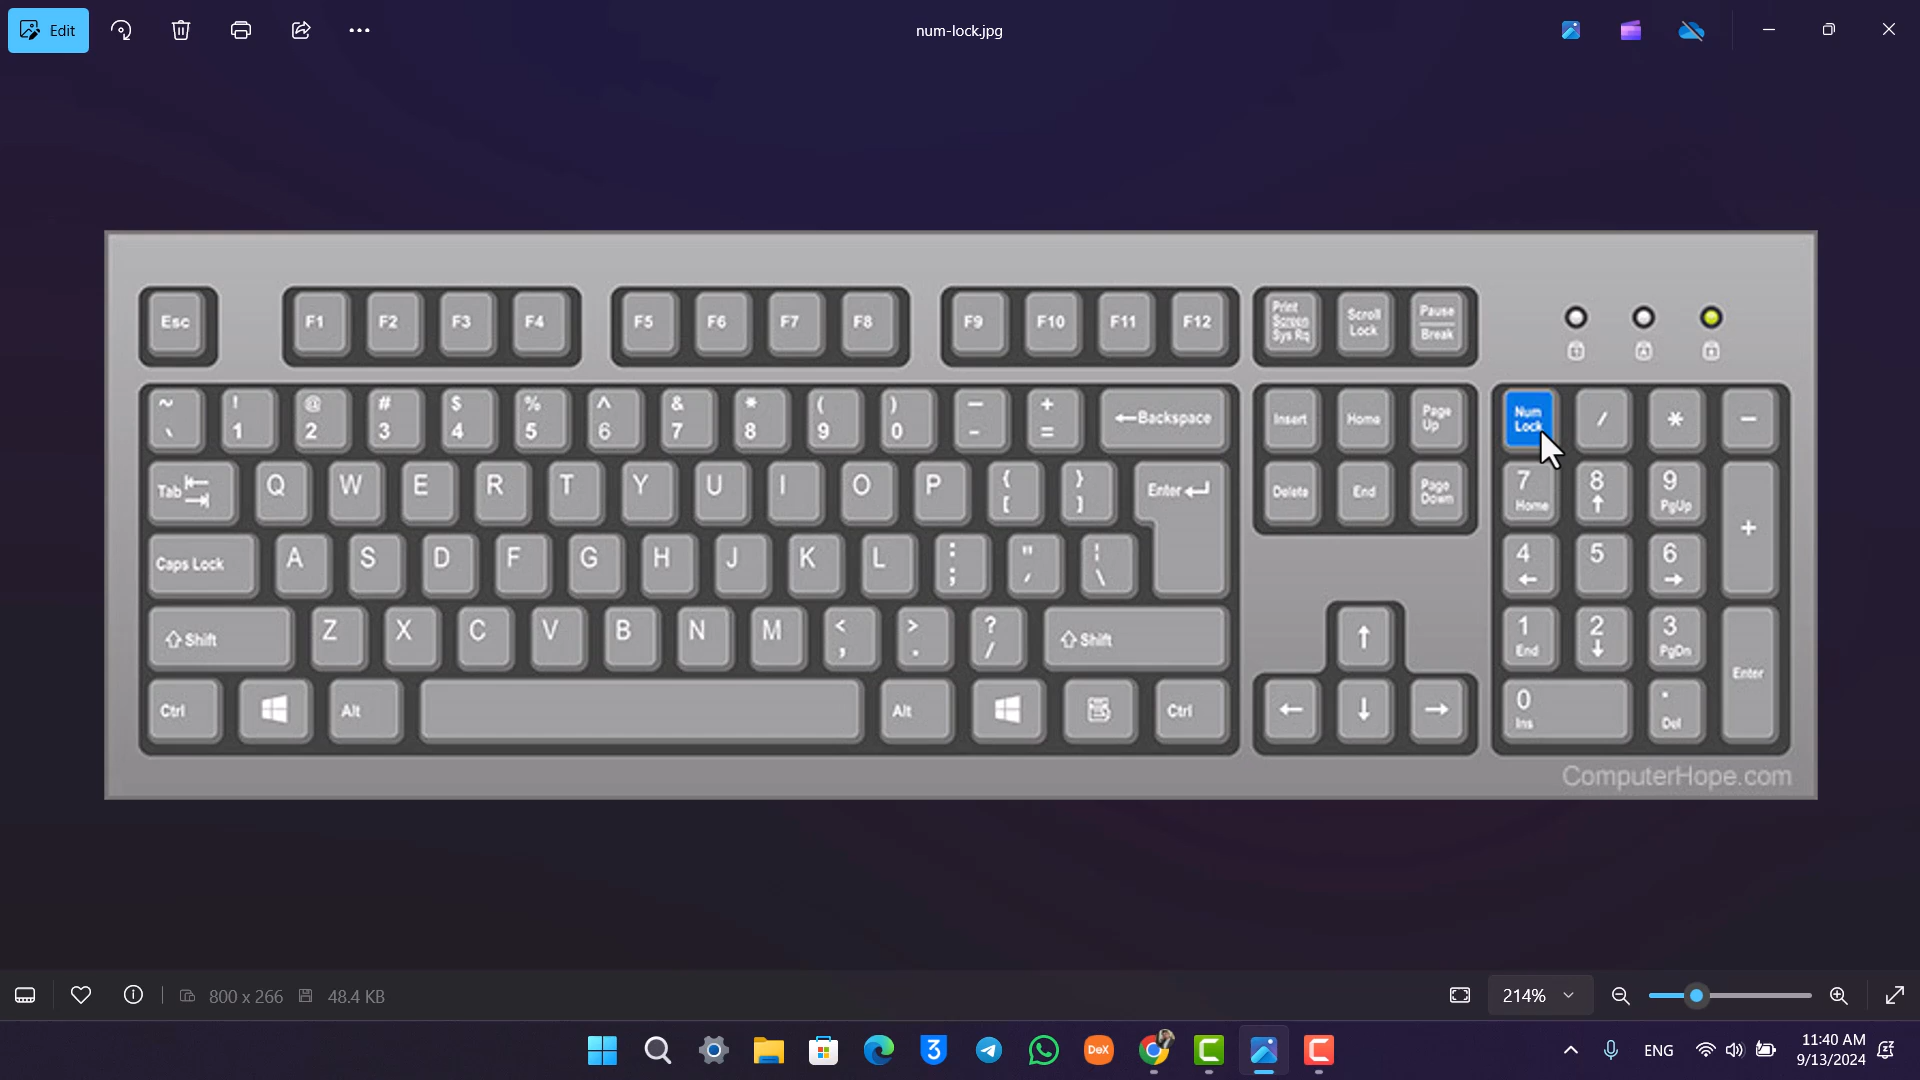 Edit
num-lock.jpg
Esc F1 F2 F3 F4 F5 F6 F7 F8 F9 F10 F11 F12 Print Screen Sys Rq Scroll Lock Pause Break
~ ` ! 1 @ 2 # 3 $ 4 % 5 ^ 6 & 7 * 8 ( 9 ) 0 — - + = ←Backspace Insert Home Page Up Num Lock / * −
Tab Q W E R T Y U I O P { [ } ] Enter Delete End Page Down 7 Home 8 ↑ 9 PgUp +
Caps Lock A S D F G H J K L : ; " ' ¦ \ 4 ← 5 6 →
Shift Z X C V B N M < , > . ? / Shift ↑ 1 End 2 ↓ 3 PgDn Enter
Ctrl Alt Alt Ctrl ← ↓ → 0 Ins . Del
ComputerHope.com
800 x 266 48.4 KB 214%
DeX ENG 11:40 AM
9/13/2024